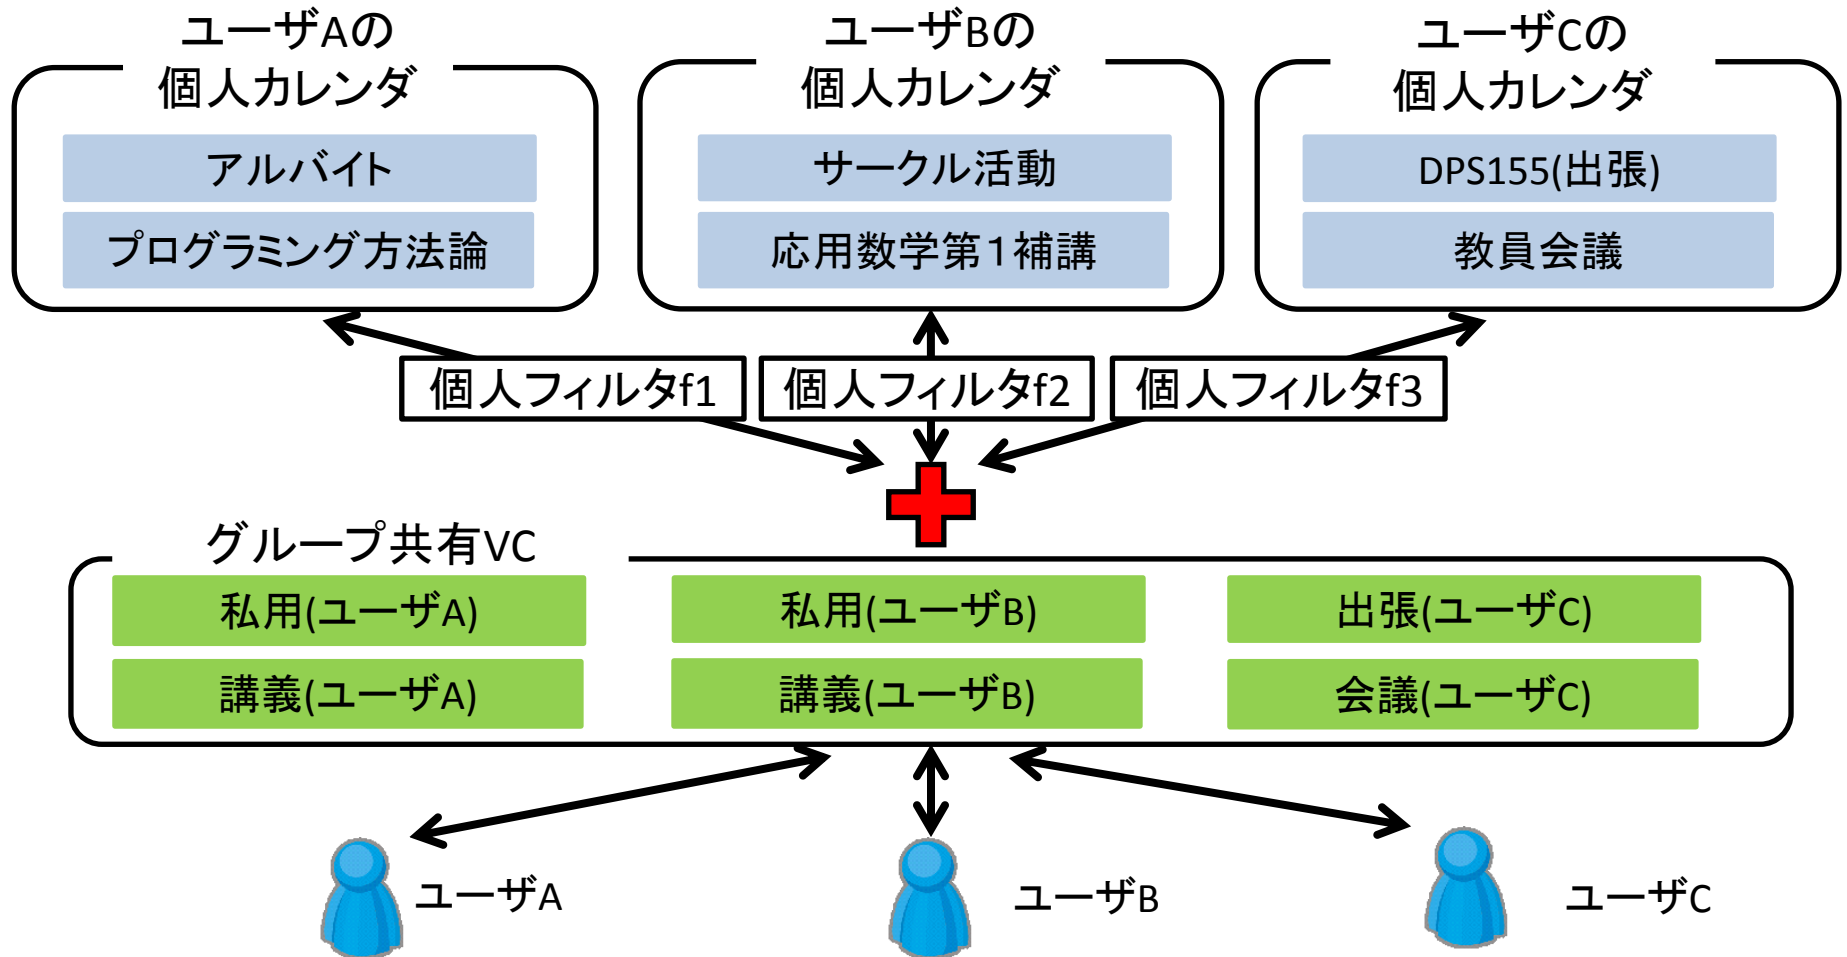 ユーザAの
個人カレンダ
アルバイト
プログラミング方法論
ユーザBの
個人カレンダ
サークル活動
応用数学第１補講
ユーザCの
個人カレンダ
DPS155(出張)
教員会議
個人フィルタf1
個人フィルタf2
個人フィルタf3
グループ共有VC
私用(ユーザA)
私用(ユーザB)
出張(ユーザC)
講義(ユーザA)
講義(ユーザB)
会議(ユーザC)
ユーザA
ユーザB
ユーザC